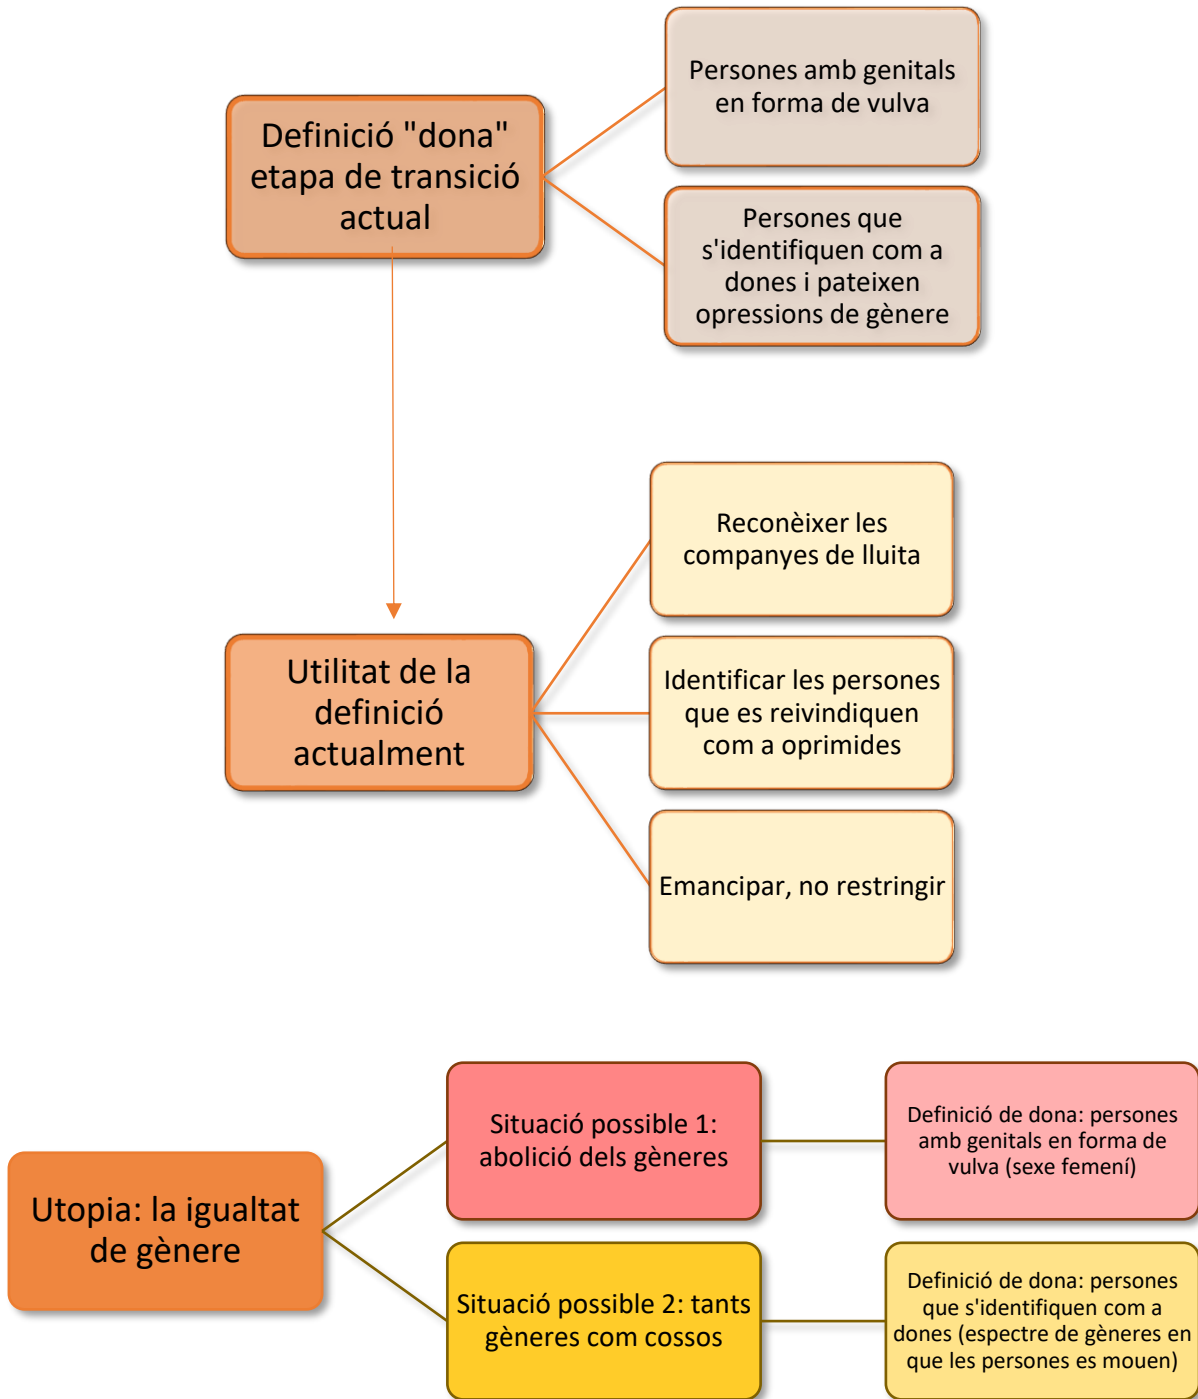 Persones amb genitals
en forma de vulva
Definició "dona"
etapa de transició
actual
Persones que
s'identifiquen com a
dones i pateixen
opressions de gènere
Reconèixer les
companyes de lluita
Utilitat de la
definició
actualment
Identificar les persones
que es reivindiquen
com a oprimides
Emancipar, no restringir
Utopia: la igualtat
de gènere
Situació possible 1:
abolició dels gèneres
Definició de dona: persones
amb genitals en forma de
vulva (sexe femení)
Situació possible 2: tants
gèneres com cossos
Definició de dona: persones
que s'identifiquen com a
dones (espectre de gèneres en
que les persones es mouen)